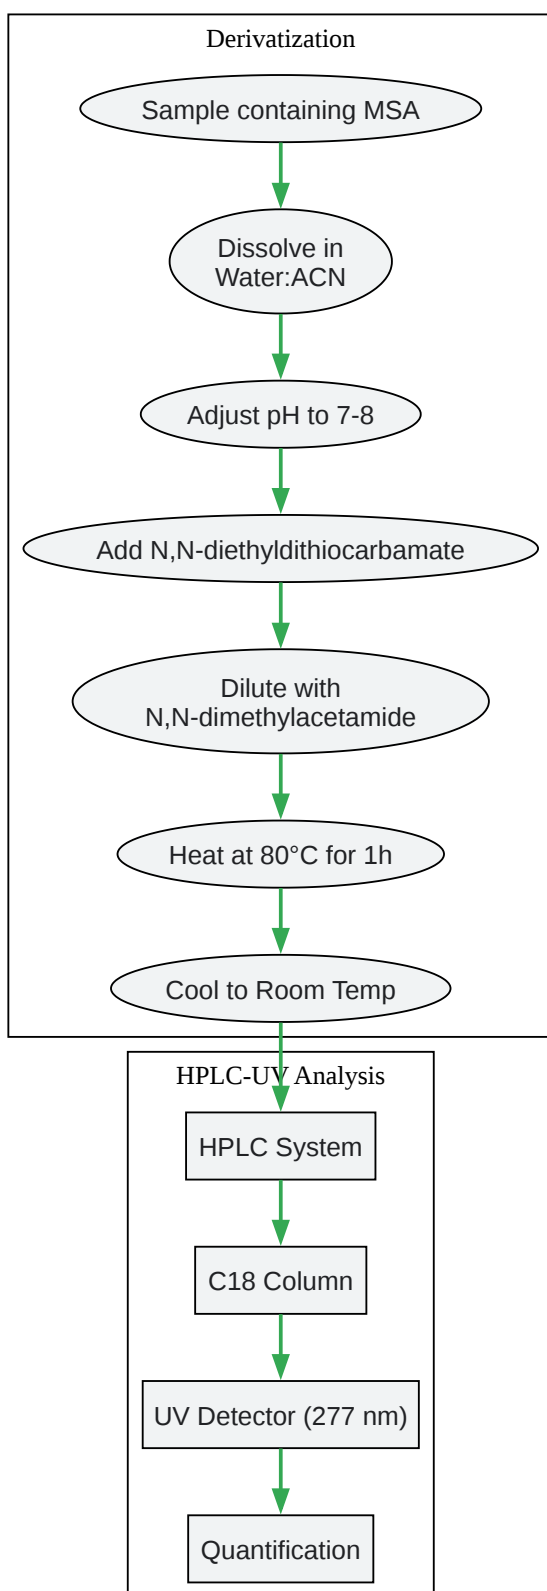 Derivatization
Sample containing MSA
Dissolve in
Water:ACN
Adjust pH to 7-8
Add N,N-diethyldithiocarbamate
Dilute with
N,N-dimethylacetamide
Heat at 80°C for 1h
Cool to Room Temp
HPLC-UV Analysis
HPLC System
C18 Column
UV Detector (277 nm)
Quantification